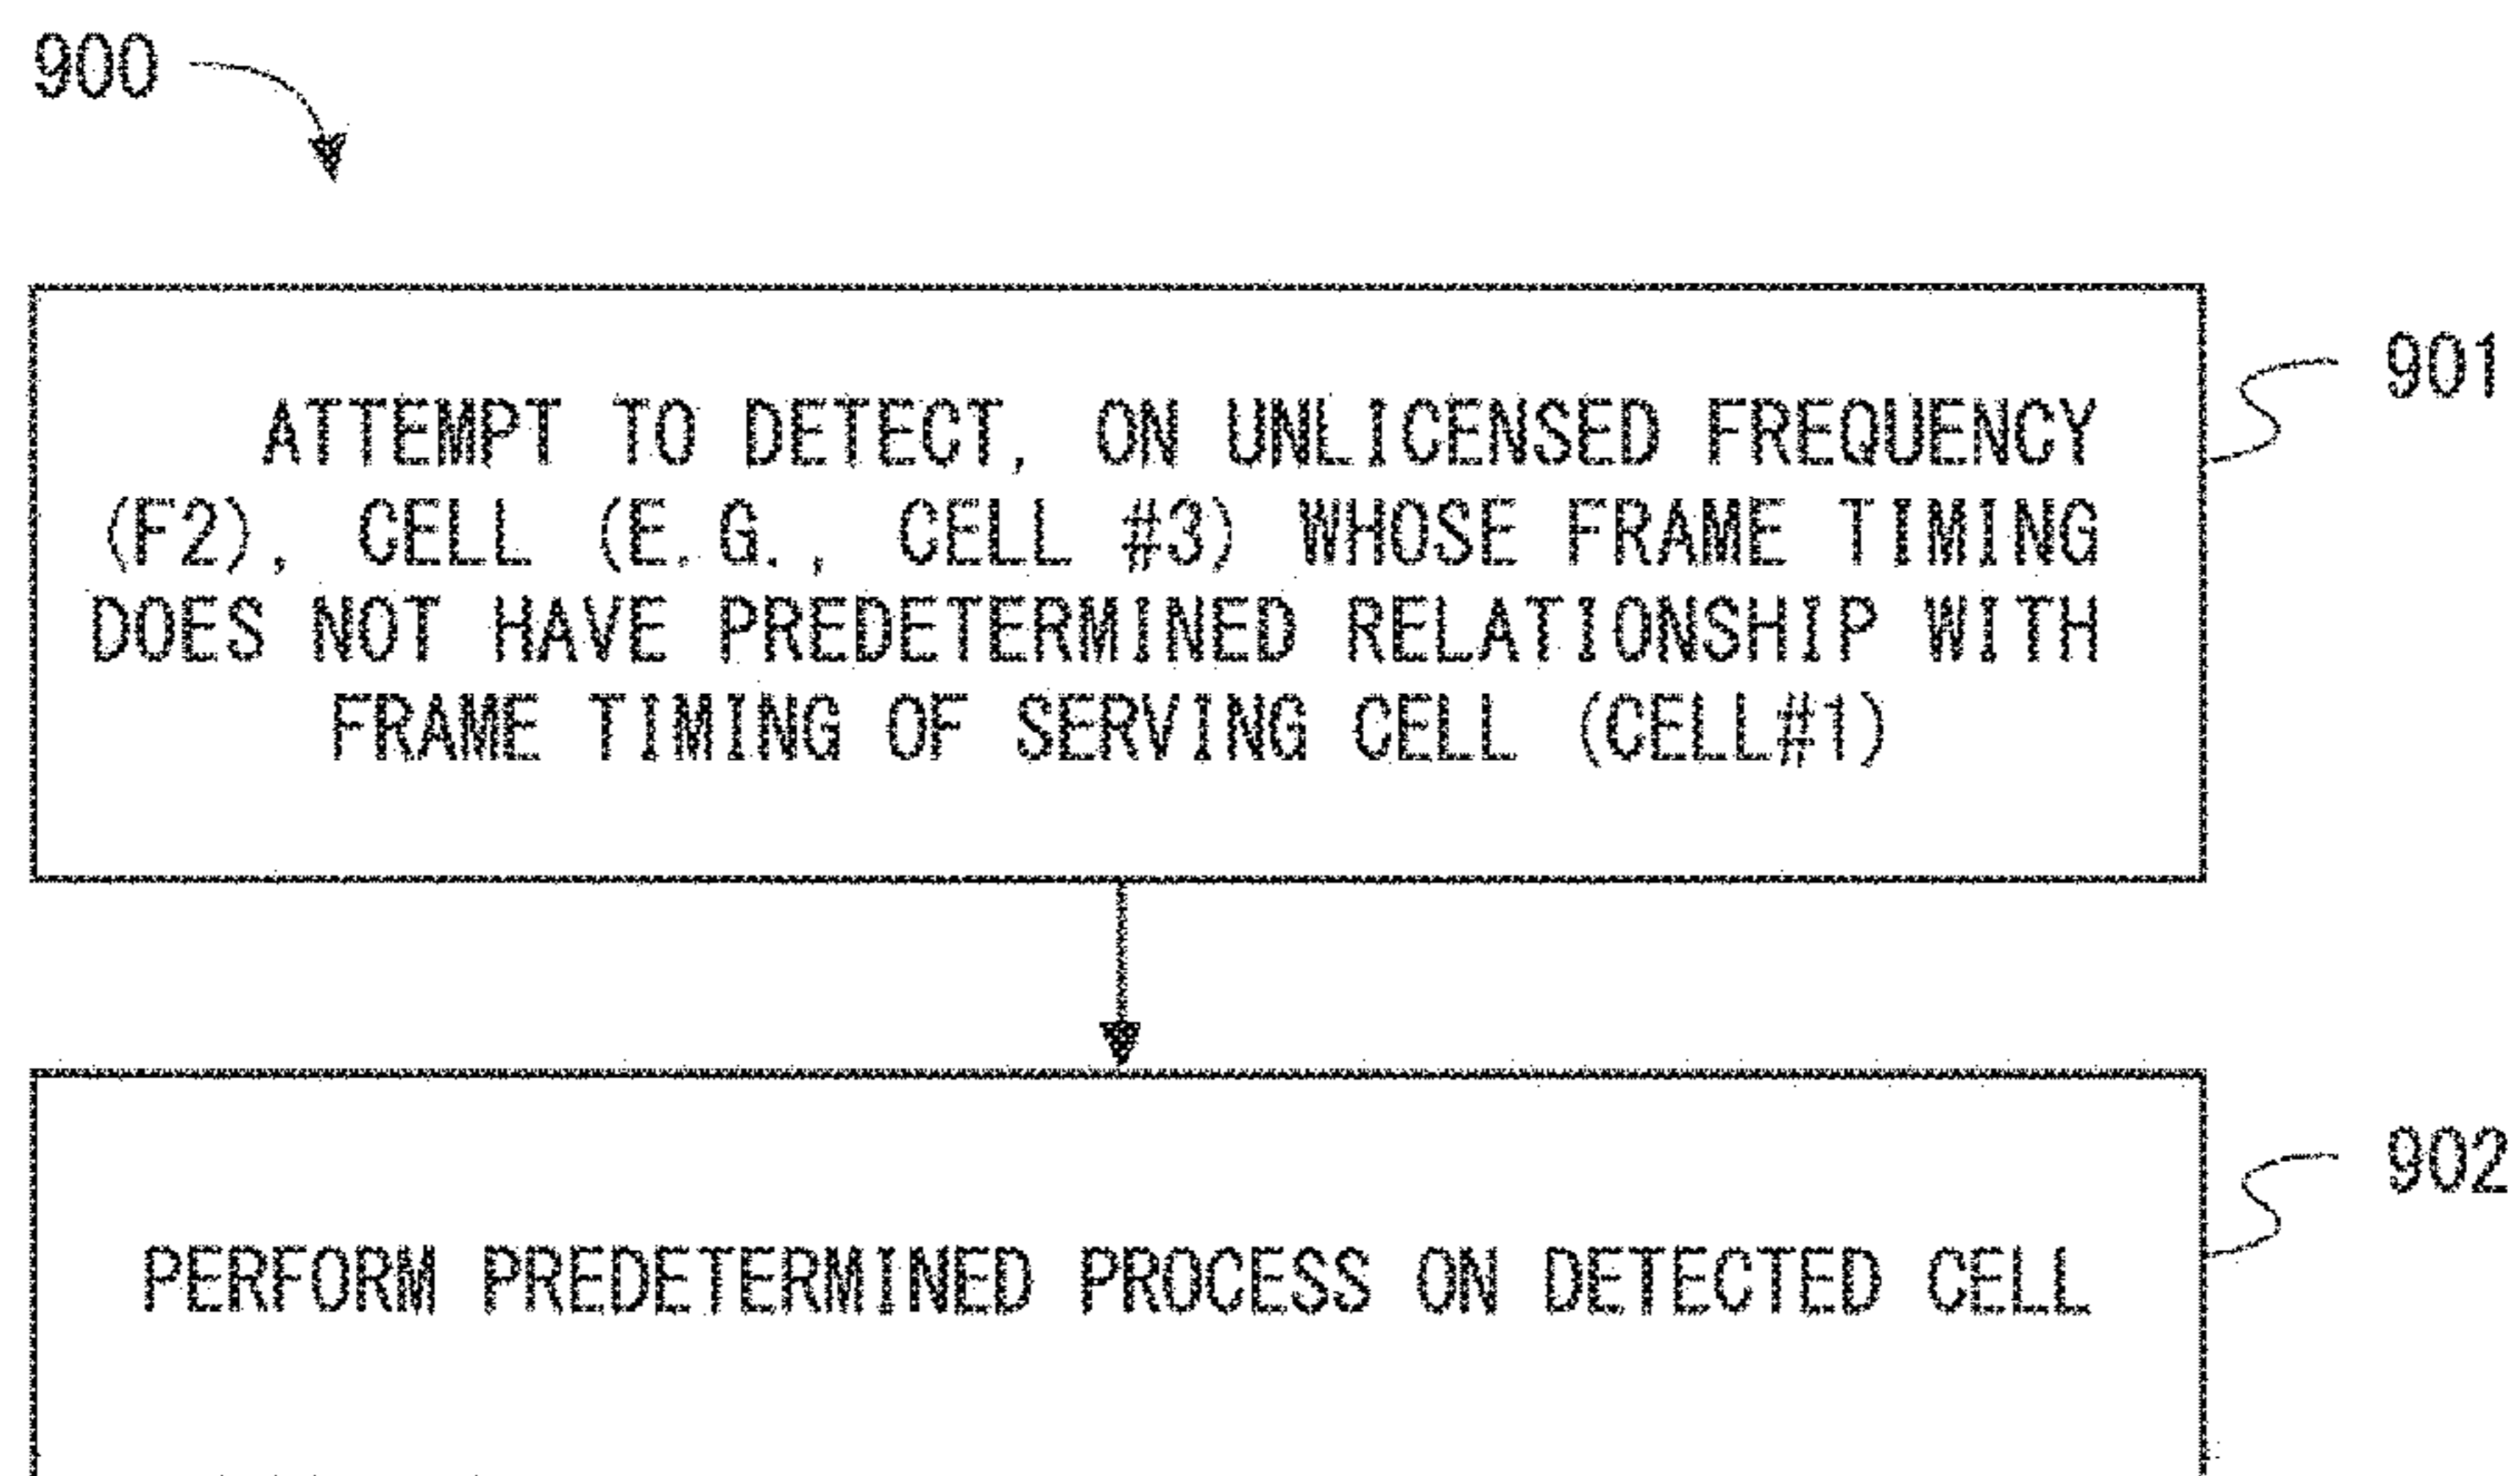 900
901
ATTEMPT TO DETECT, ON UNLICENSED FREQUENCY
(F2), CELL (E.G., CELL #3) WHOSE FRAME TIMING
DOES NOT HAVE PREDETERMINED RELATIONSHIP WITH
FRAME TIMING OF SERVING CELL (CELL#1)
902
PERFORM PREDETERMINED PROCESS ON DETECTED CELL